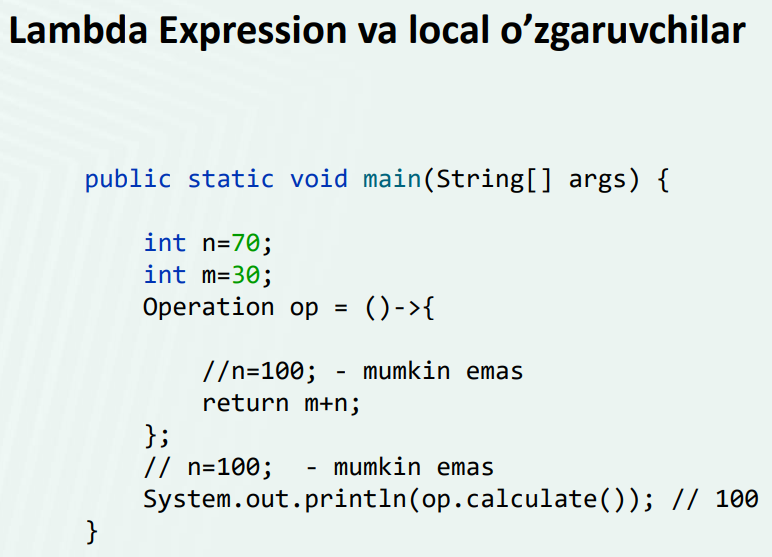 Lambda Expression va local o’zgaruvchilar
public static void main(String[] args) {
int n=70;
int m=30;
Operation op = ()->{
//n=100; - mumkin emas
return m+n;
};
// n=100;  - mumkin emas
System.out.println(op.calculate()); // 100
}